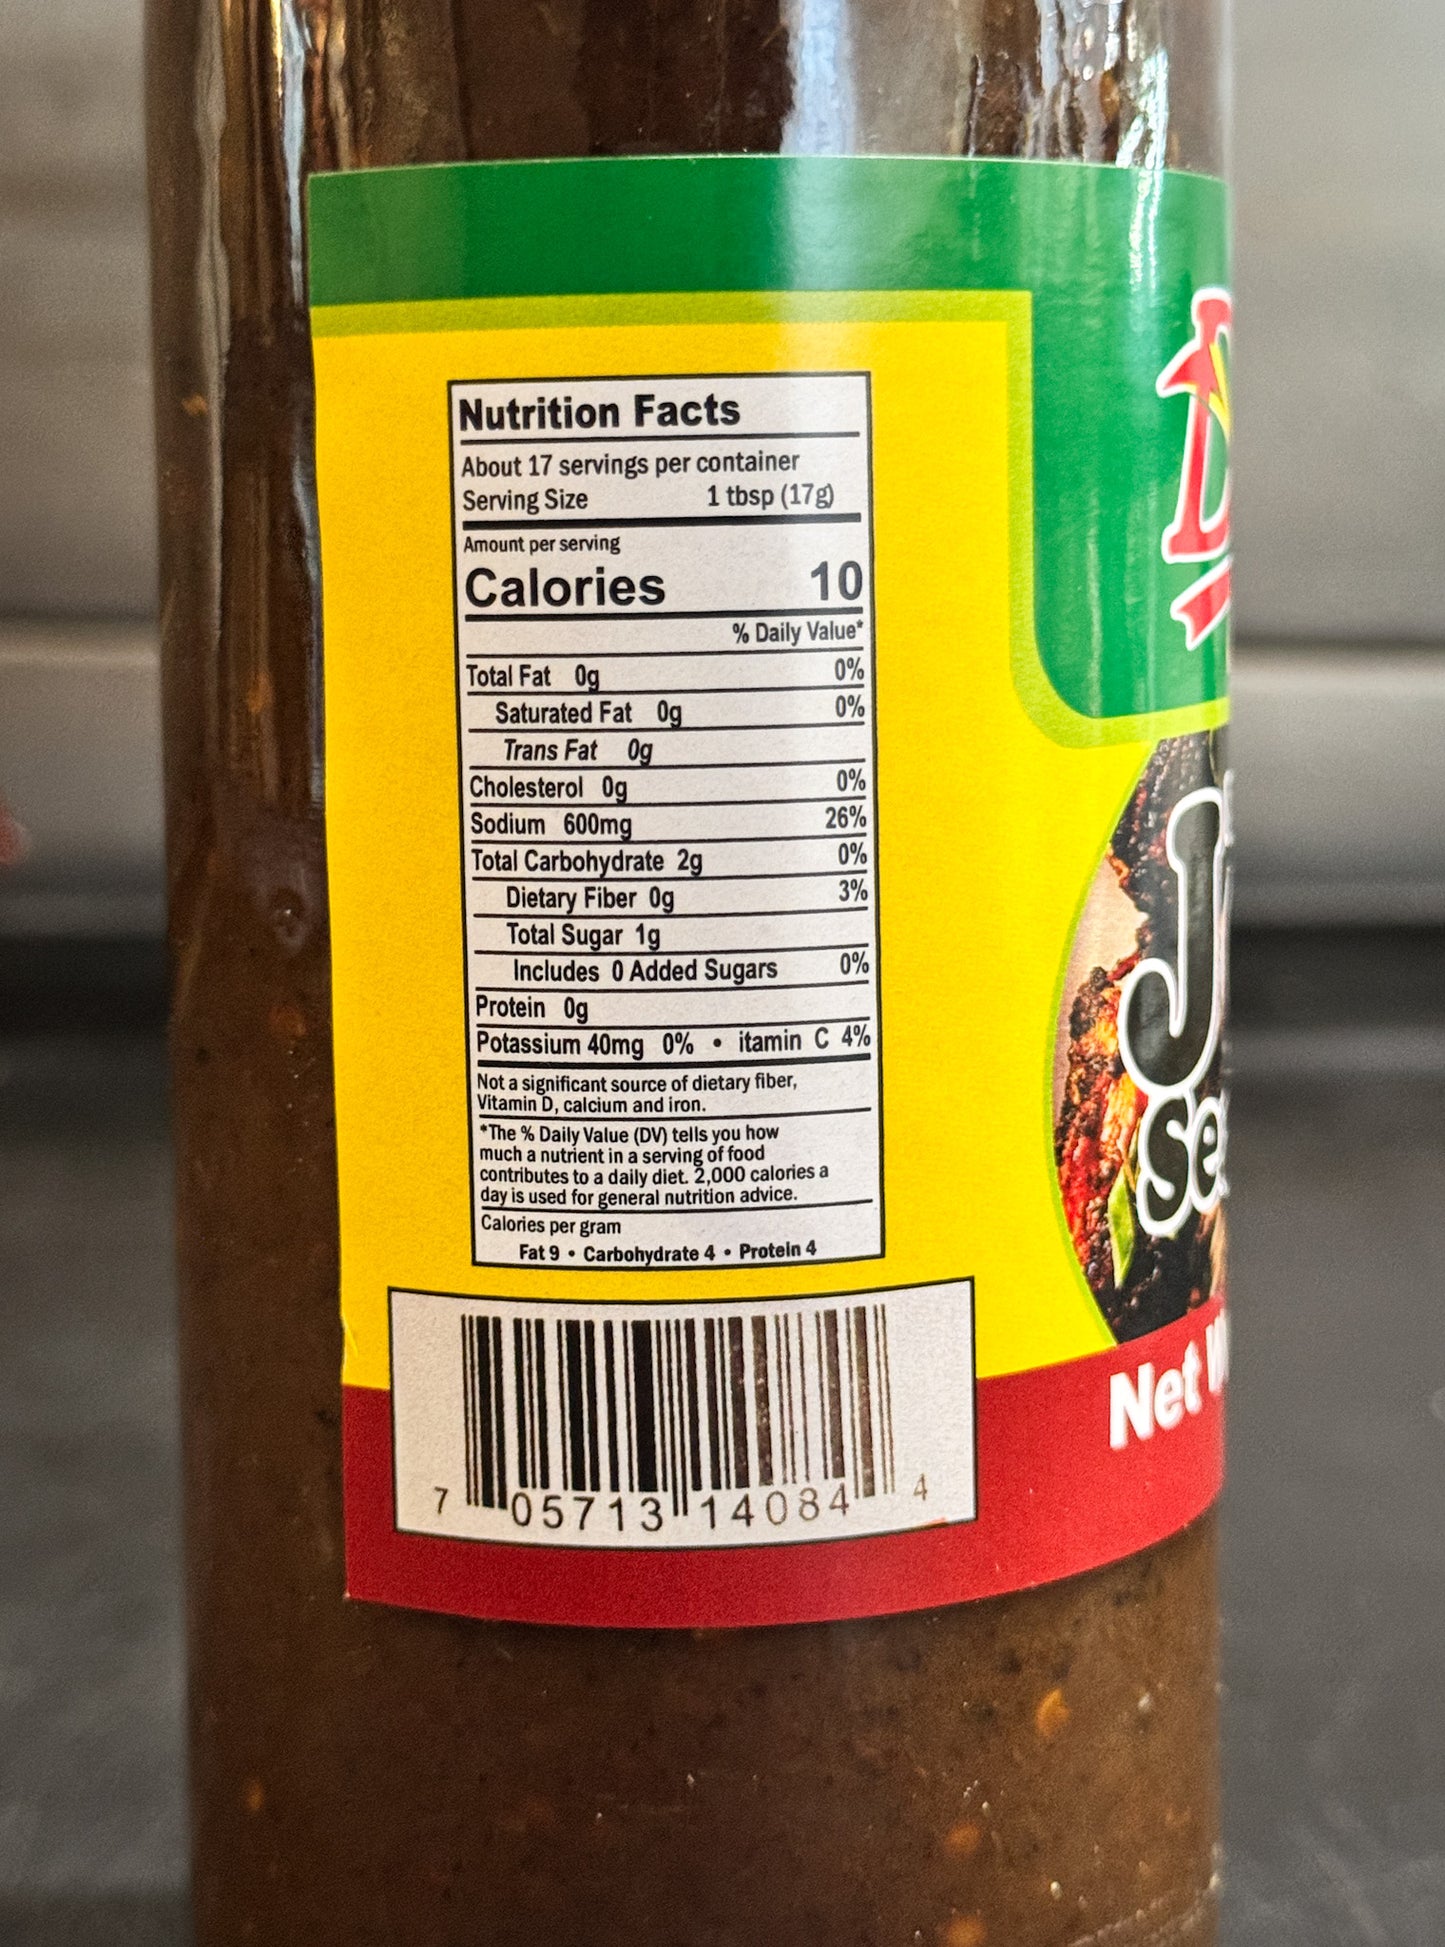 Nutrition Facts
About 17 servings per container
Serving Size 1 tbsp (17g)
Amount per serving
Calories 10
% Daily Value*
Total Fat 0g 0%
Saturated Fat 0g 0%
Trans Fat 0g
Cholesterol 0g 0%
Sodium 600mg 26%
Total Carbohydrate 2g 0%
Dietary Fiber 0g 3%
Total Sugar 1g
Includes 0 Added Sugars 0%
Protein 0g
Potassium 40mg 0% • itamin C 4%
Not a significant source of dietary fiber,
Vitamin D, calcium and iron.
*The % Daily Value (DV) tells you how
much a nutrient in a serving of food
contributes to a daily diet. 2,000 calories a
day is used for general nutrition advice.
Calories per gram
Fat 9 • Carbohydrate 4 • Protein 4
7 05713 14084 4
Net